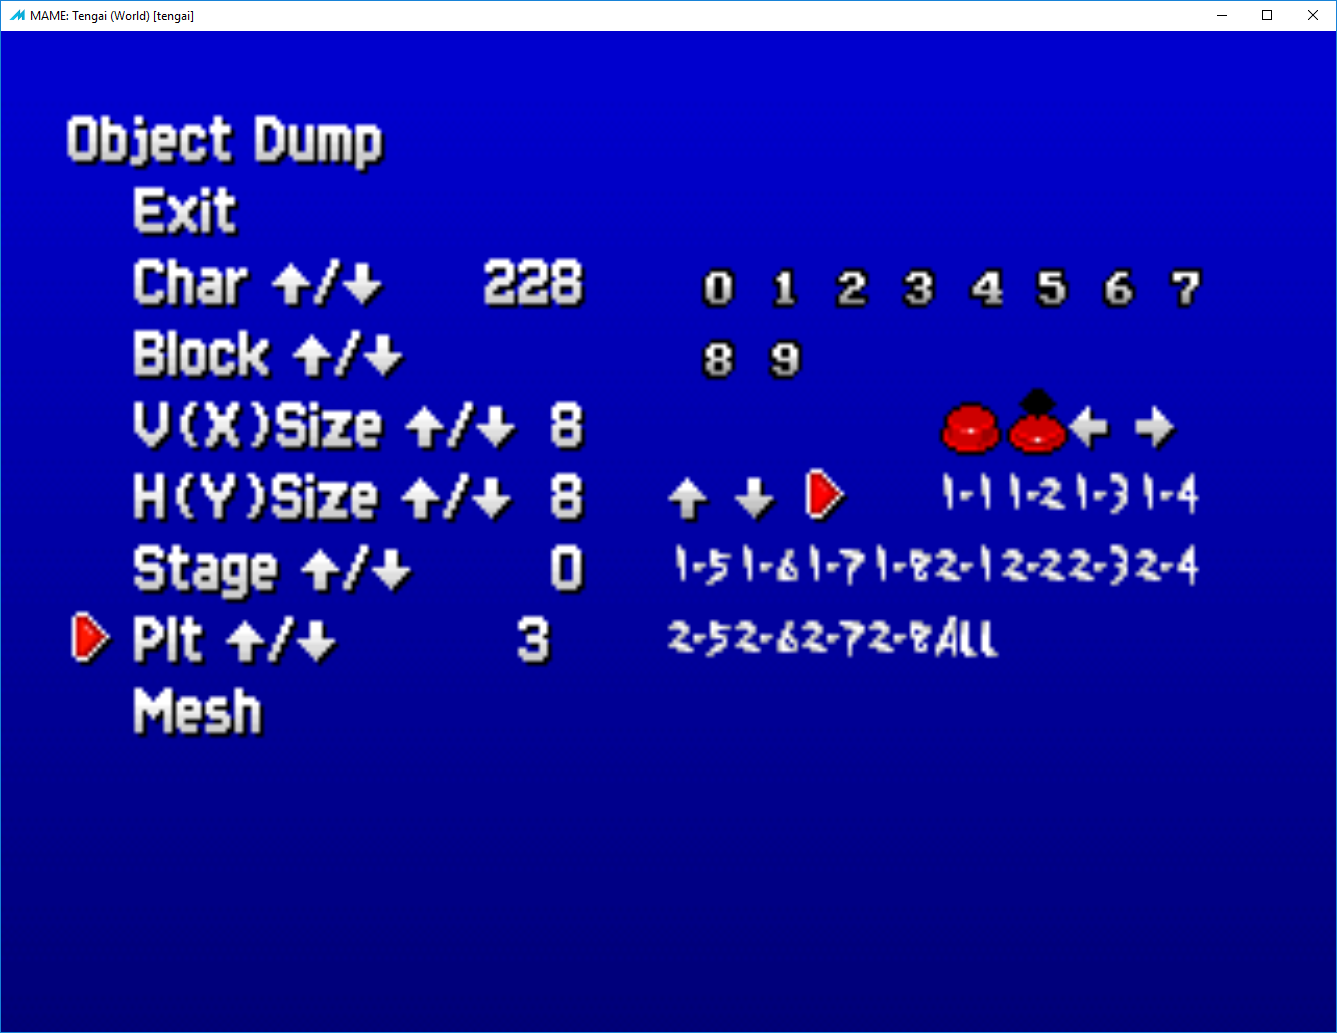 MAME: Tengai (World) [tengai]
Object Dump
Exit
Char ↑/↓ 228 0 1 2 3 4 5 6 7
Block ↑/↓ 8 9
V(X)Size ↑/↓ 8 ← →
H(Y)Size ↑/↓ 8 ↑ ↓ 1-1 1-2 1-3 1-4
Stage ↑/↓ 0 1-5 1-6 1-7 1-8 2-1 2-2 2-3 2-4
Plt ↑/↓ 3 2-5 2-6 2-7 2-8 All
Mesh